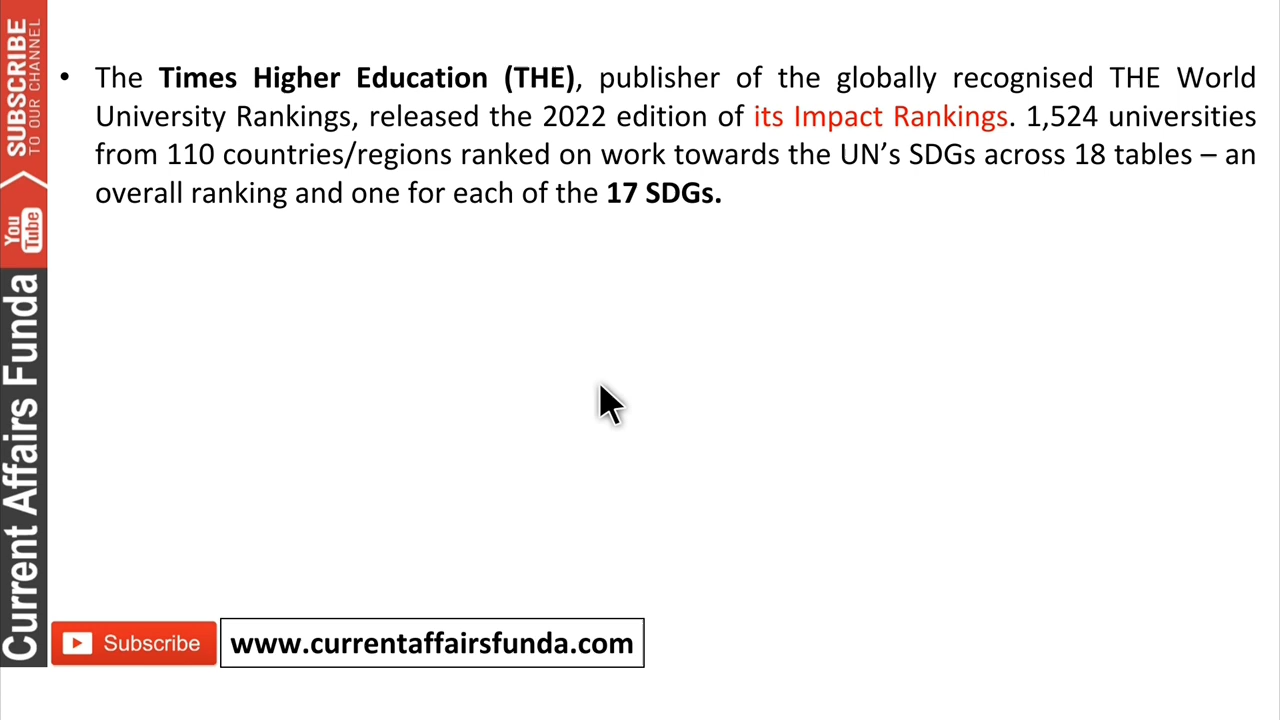 • The Times Higher Education (THE), publisher of the globally recognised THE World
University Rankings, released the 2022 edition of its Impact Rankings. 1,524 universities
from 110 countries/regions ranked on work towards the UN’s SDGs across 18 tables – an
overall ranking and one for each of the 17 SDGs.
SUBSCRIBE
TO OUR CHANNEL
You
Tube
Current Affairs Funda
Subscribe
www.currentaffairsfunda.com